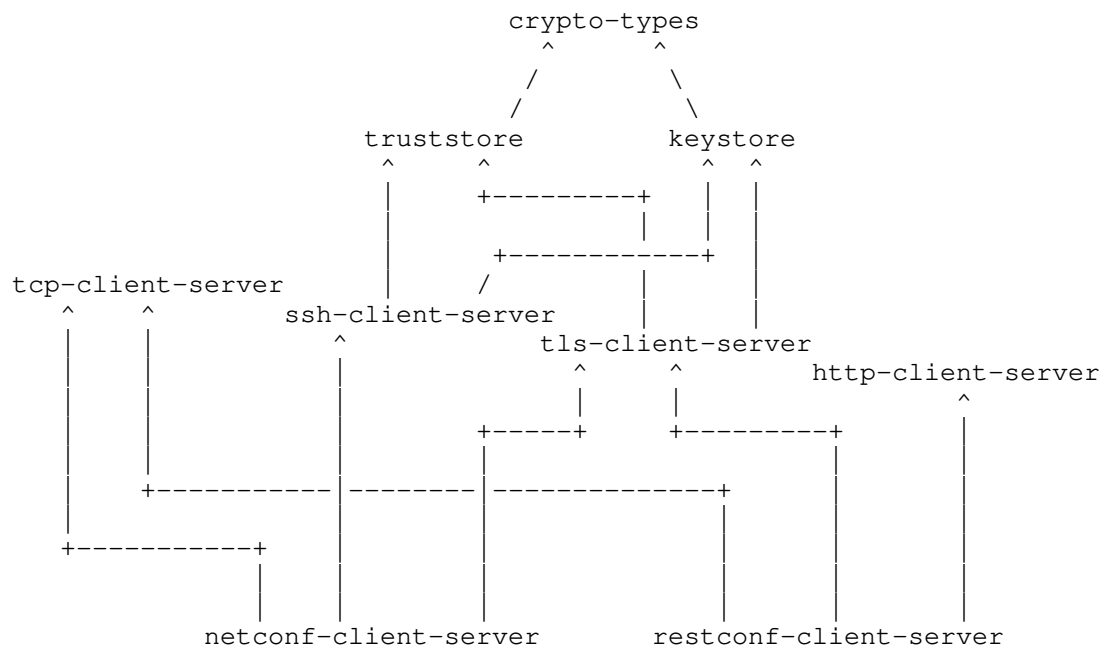 crypto-types
truststore keystore
tcp-client-server
ssh-client-server
tls-client-server
http-client-server
netconf-client-server restconf-client-server